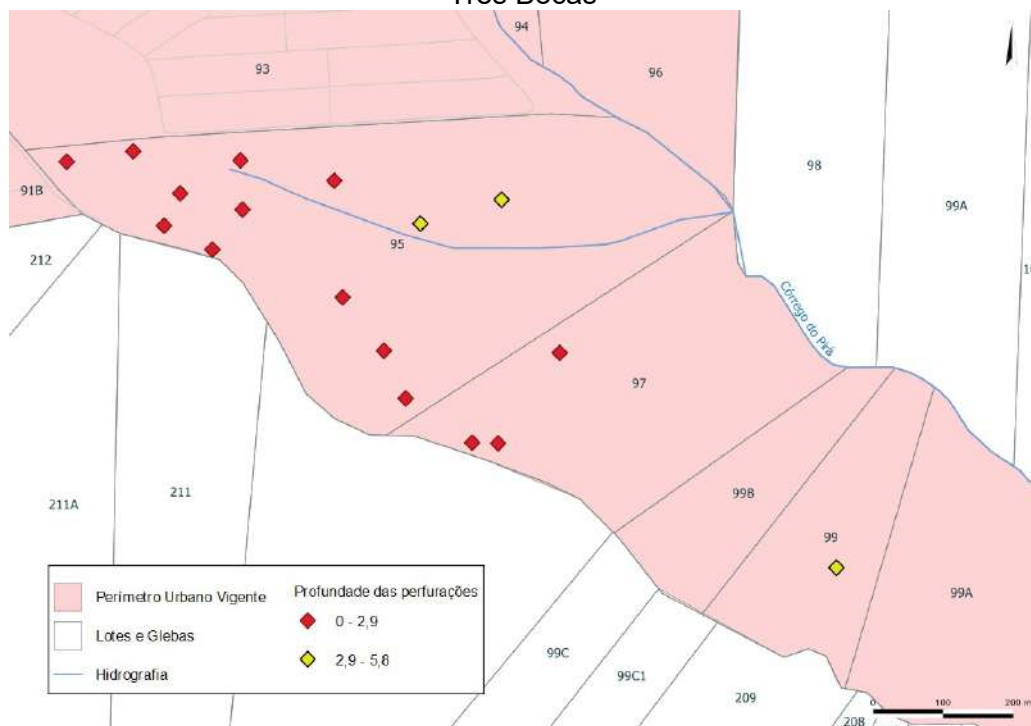 Três Bocas
94
93
96
98
99A
91B
95
212
Córrego do Pirá
97
211
211A
99B
99
99A
99C
99C1
209
208
Perímetro Urbano Vigente
Lotes e Glebas
Hidrografia
Profundade das perfurações
0 - 2,9
2,9 - 5,8
0 100 200 m